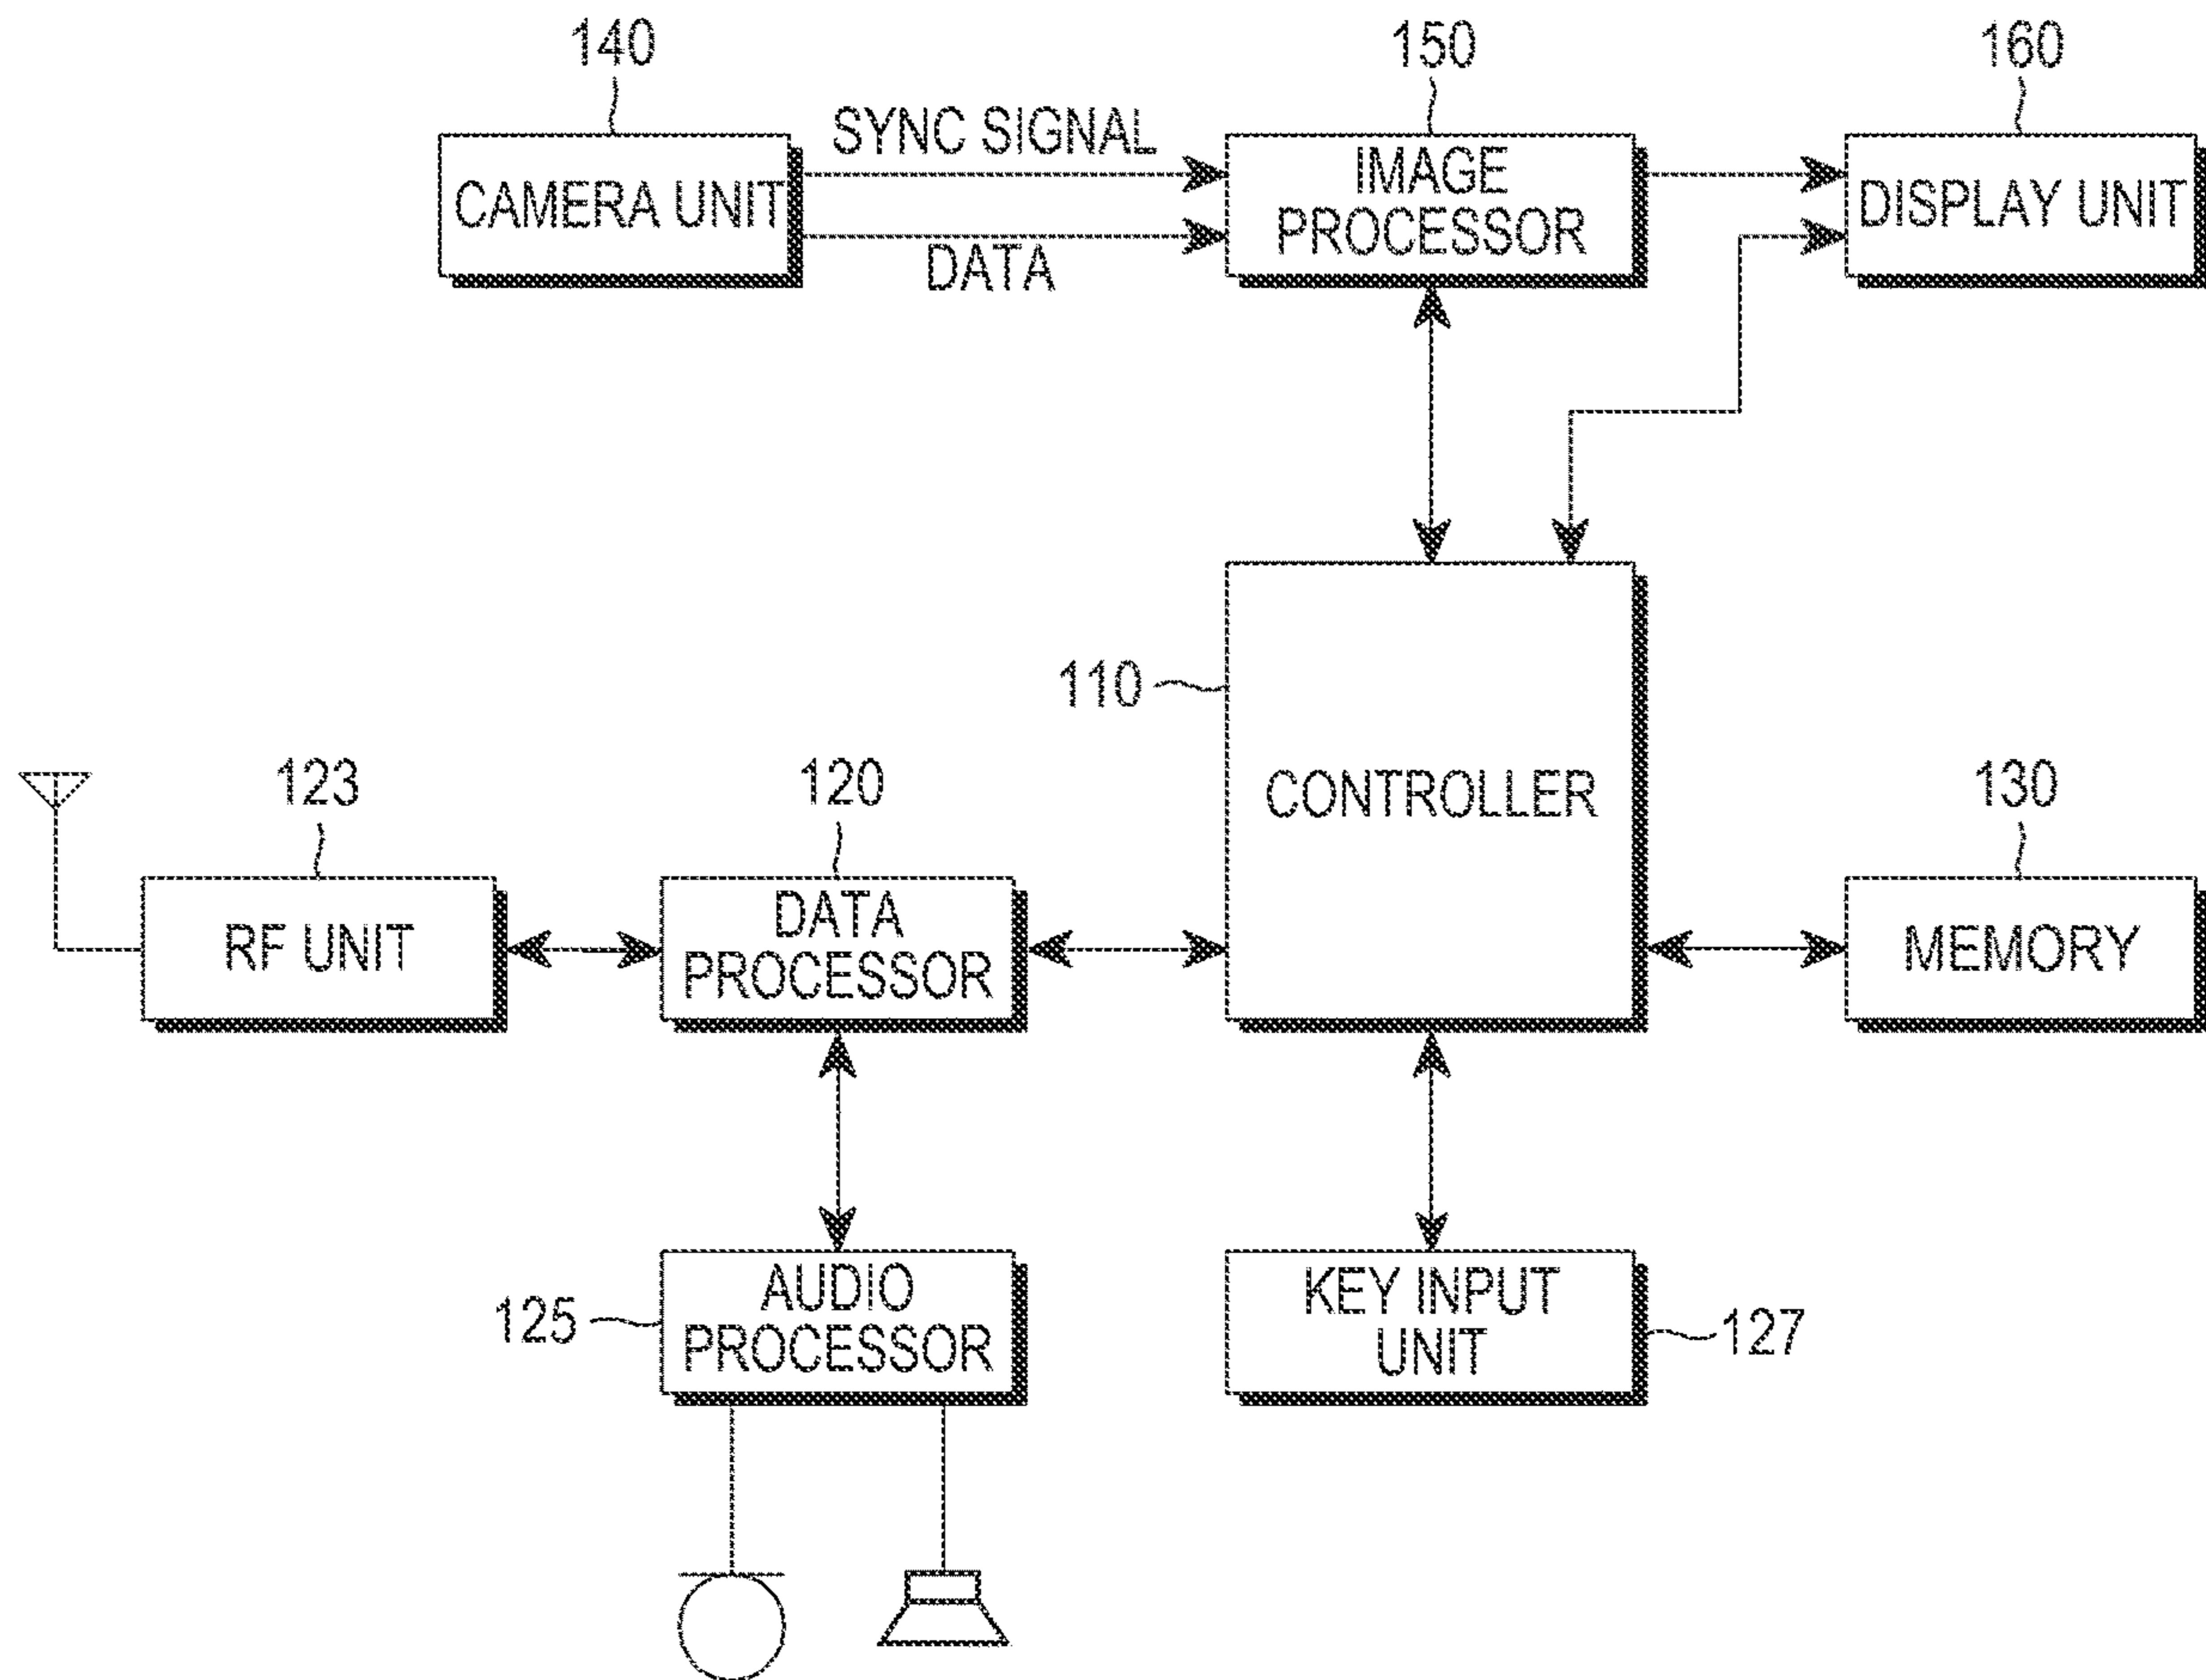 140
150
160
SYNC SIGNAL
CAMERA UNIT
DATA
IMAGE
PROCESSOR
DISPLAY UNIT
110
CONTROLLER
123
120
130
RF UNIT
DATA
PROCESSOR
MEMORY
125
AUDIO
PROCESSOR
KEY INPUT
UNIT
127